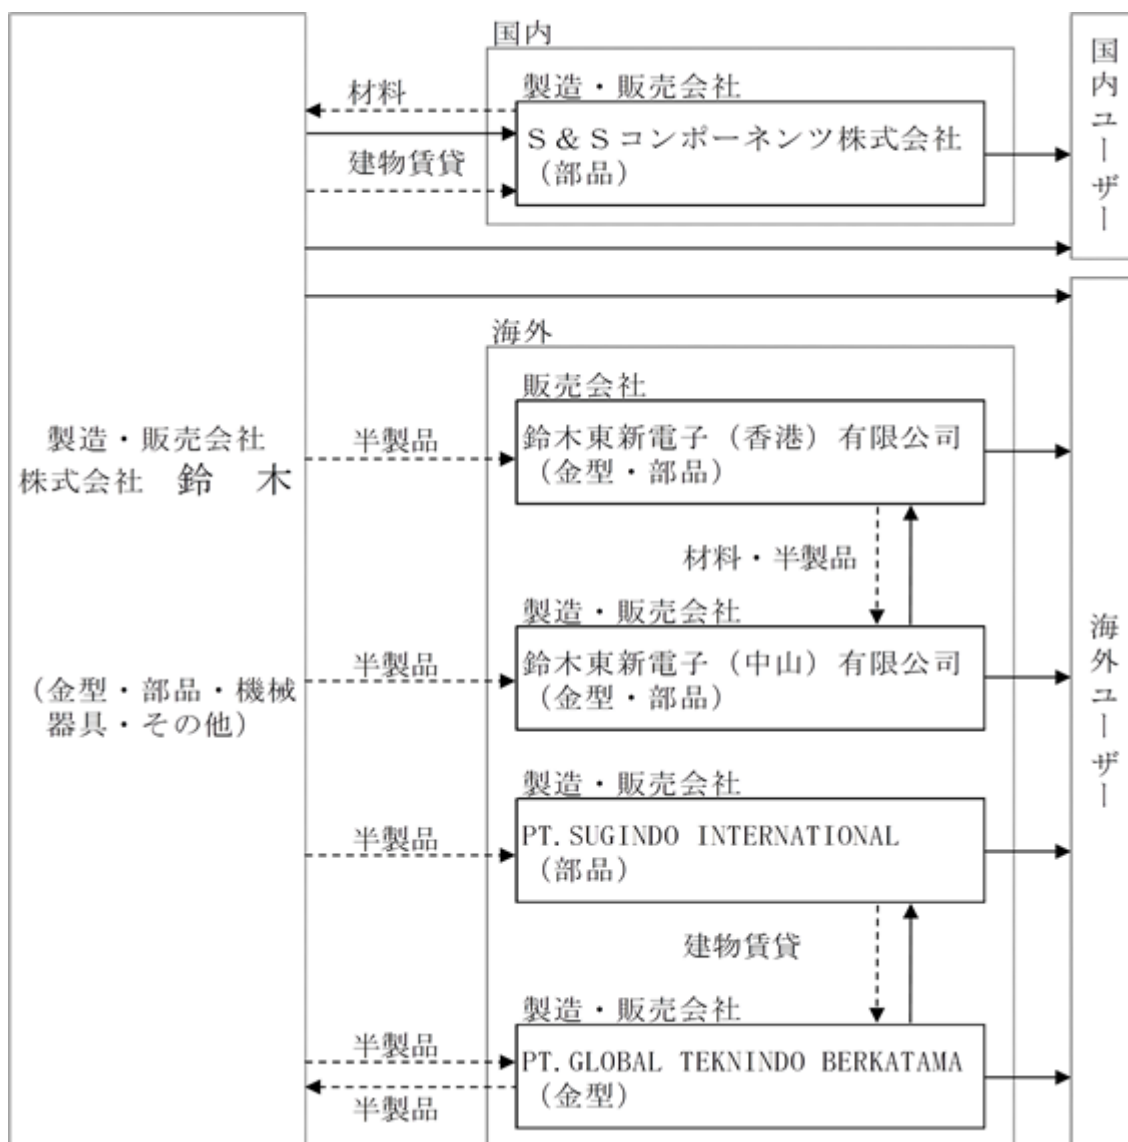 国内
製造・販売会社
材料
S&Sコンポーネンツ株式会社
(部品)
建物賃貸
国内ユーザー
海外
販売会社
鈴木東新電子(香港)有限公司
(金型・部品)
半製品
製造・販売会社
株式会社 鈴 木
材料・半製品
製造・販売会社
鈴木東新電子(中山)有限公司
(金型・部品)
半製品
(金型・部品・機械
器具・その他)
海外ユーザー
製造・販売会社
PT.SUGINDO INTERNATIONAL
(部品)
半製品
建物賃貸
製造・販売会社
半製品
PT.GLOBAL TEKNINDO BERKATAMA
(金型)
半製品